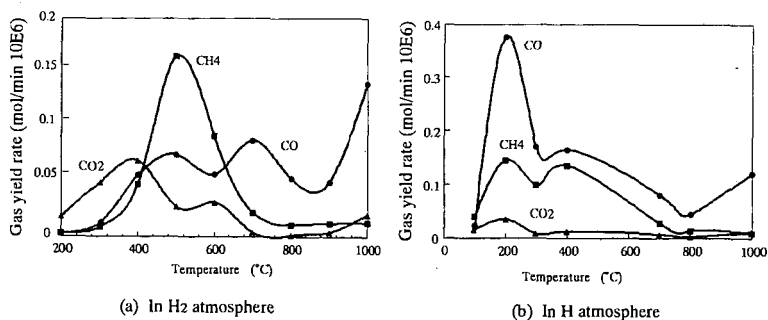 0.2
0.15
0.1
0.05
0
Gas yield rate (mol/min 10E6)
CH4
CO2
CO
200
400
600
800
1000
Temperature (°C)
(a) In H2 atmosphere
0.4
0.3
0.2
0.1
0
Gas yield rate (mol/min 10E6)
CO
CH4
CO2
0
200
400
600
800
1000
Temperature (°C)
(b) In H atmosphere